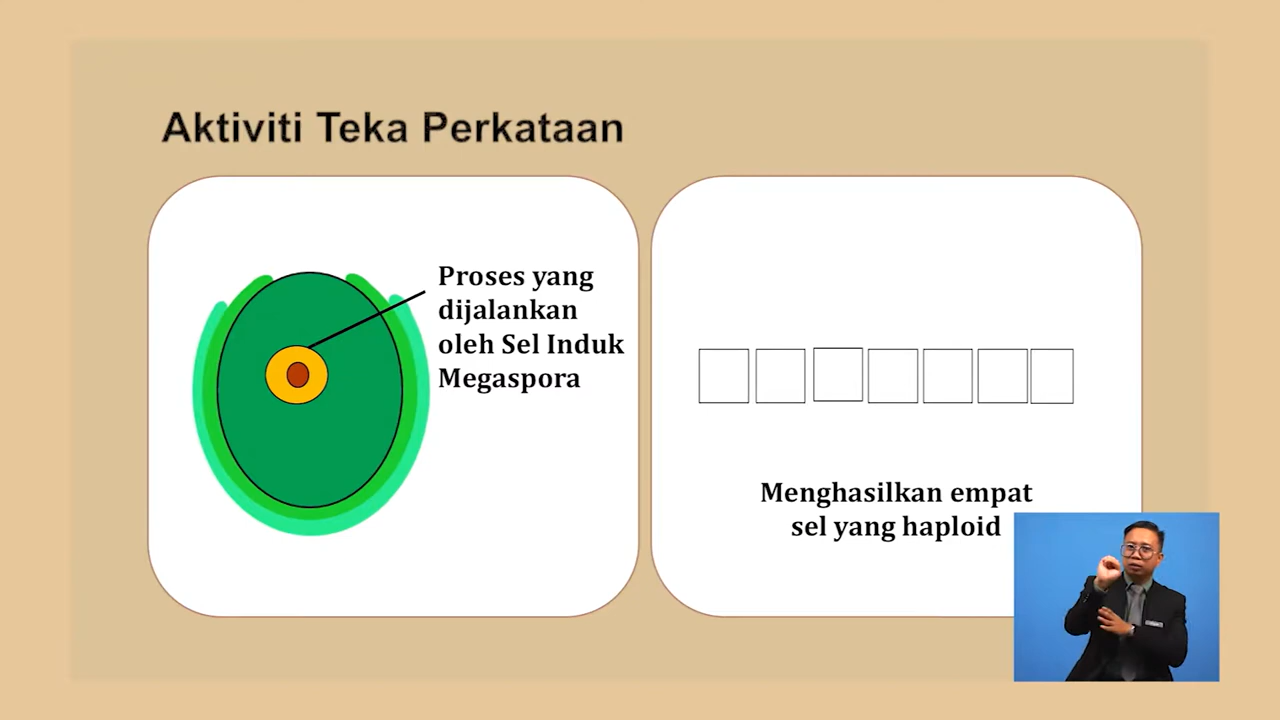 Aktiviti Teka Perkataan
Proses yang
dijalankan
oleh Sel Induk
Megaspora
Menghasilkan empat
sel yang haploid